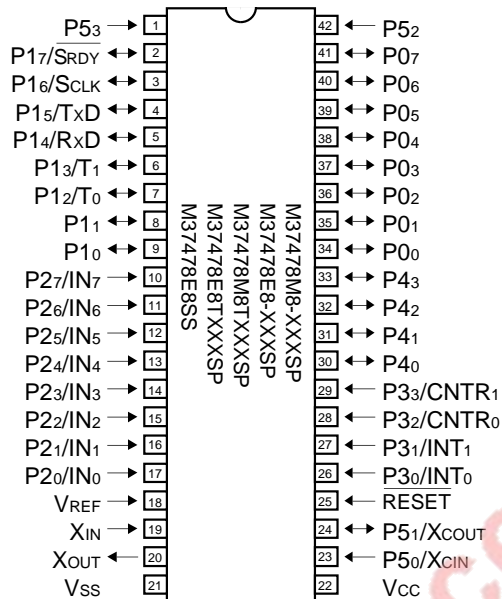 P53 1 42 P52
P17/SRDY 2 41 P07
P16/SCLK 3 40 P06
P15/TXD 4 39 P05
P14/RXD 5 38 P04
P13/T1 6 37 P03
P12/T0 7 36 P02
P11 8 35 P01
P10 9 34 P00
P27/IN7 10 33 P43
P26/IN6 11 32 P42
P25/IN5 12 31 P41
P24/IN4 13 30 P40
P23/IN3 14 29 P33/CNTR1
P22/IN2 15 28 P32/CNTR0
P21/IN1 16 27 P31/INT1
P20/IN0 17 26 P30/INT0
VREF 18 25 RESET
XIN 19 24 P51/XCOUT
XOUT 20 23 P50/XCIN
VSS 21 22 VCC
M37478M8-XXXSP
M37478E8-XXXSP
M37478M8TXXXSP
M37478E8TXXXSP
M37478E8SS